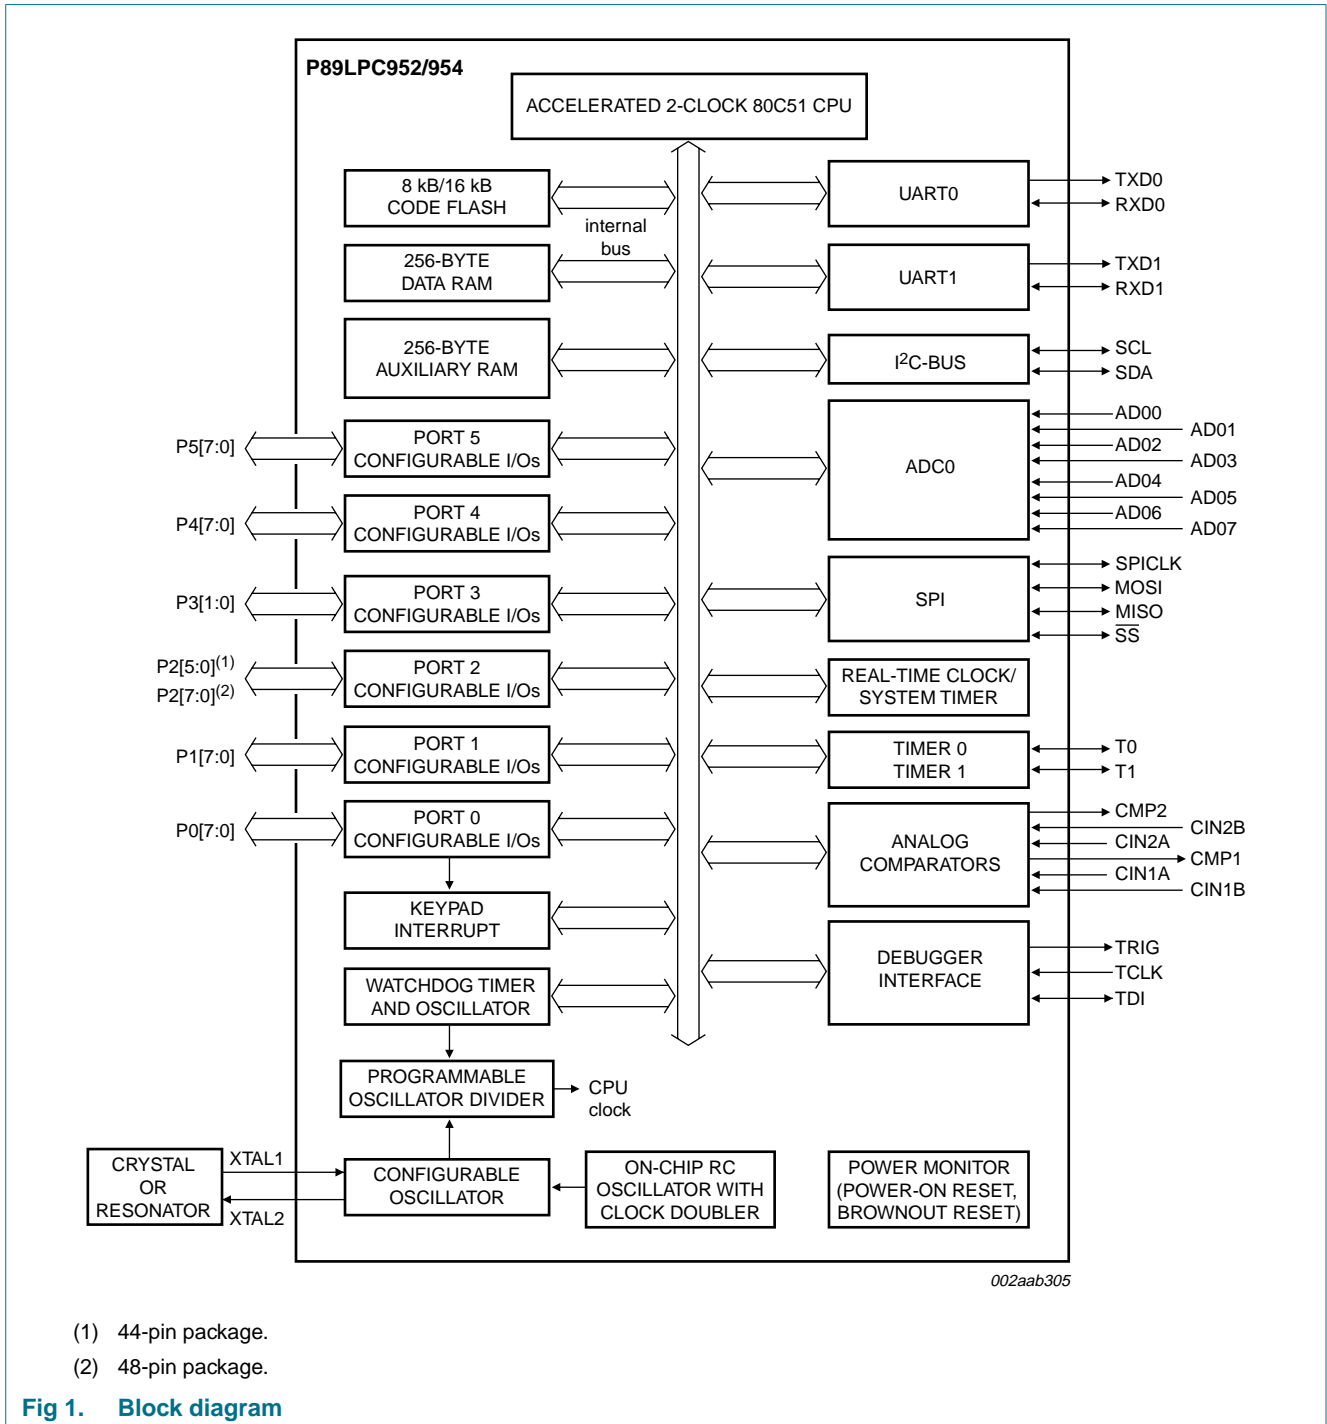 P89LPC952/954
ACCELERATED 2-CLOCK 80C51 CPU
8 kB/16 kB
CODE FLASH
internal
bus
256-BYTE
DATA RAM
256-BYTE
AUXILIARY RAM
P5[7:0]
PORT 5
CONFIGURABLE I/Os
P4[7:0]
PORT 4
CONFIGURABLE I/Os
P3[1:0]
PORT 3
CONFIGURABLE I/Os
P2[5:0](1)
P2[7:0](2)
PORT 2
CONFIGURABLE I/Os
P1[7:0]
PORT 1
CONFIGURABLE I/Os
P0[7:0]
PORT 0
CONFIGURABLE I/Os
KEYPAD
INTERRUPT
WATCHDOG TIMER
AND OSCILLATOR
PROGRAMMABLE
OSCILLATOR DIVIDER
CPU
clock
CRYSTAL
OR
RESONATOR
XTAL1
XTAL2
CONFIGURABLE
OSCILLATOR
ON-CHIP RC
OSCILLATOR WITH
CLOCK DOUBLER
UART0
TXD0
RXD0
UART1
TXD1
RXD1
I2C-BUS
SCL
SDA
ADC0
AD00
AD01
AD02
AD03
AD04
AD05
AD06
AD07
SPI
SPICLK
MOSI
MISO
SS
REAL-TIME CLOCK/
SYSTEM TIMER
TIMER 0
TIMER 1
T0
T1
ANALOG
COMPARATORS
CMP2
CIN2B
CIN2A
CMP1
CIN1A
CIN1B
DEBUGGER
INTERFACE
TRIG
TCLK
TDI
POWER MONITOR
(POWER-ON RESET,
BROWNOUT RESET)
002aab305
(1) 44-pin package.
(2) 48-pin package.
Fig 1. Block diagram